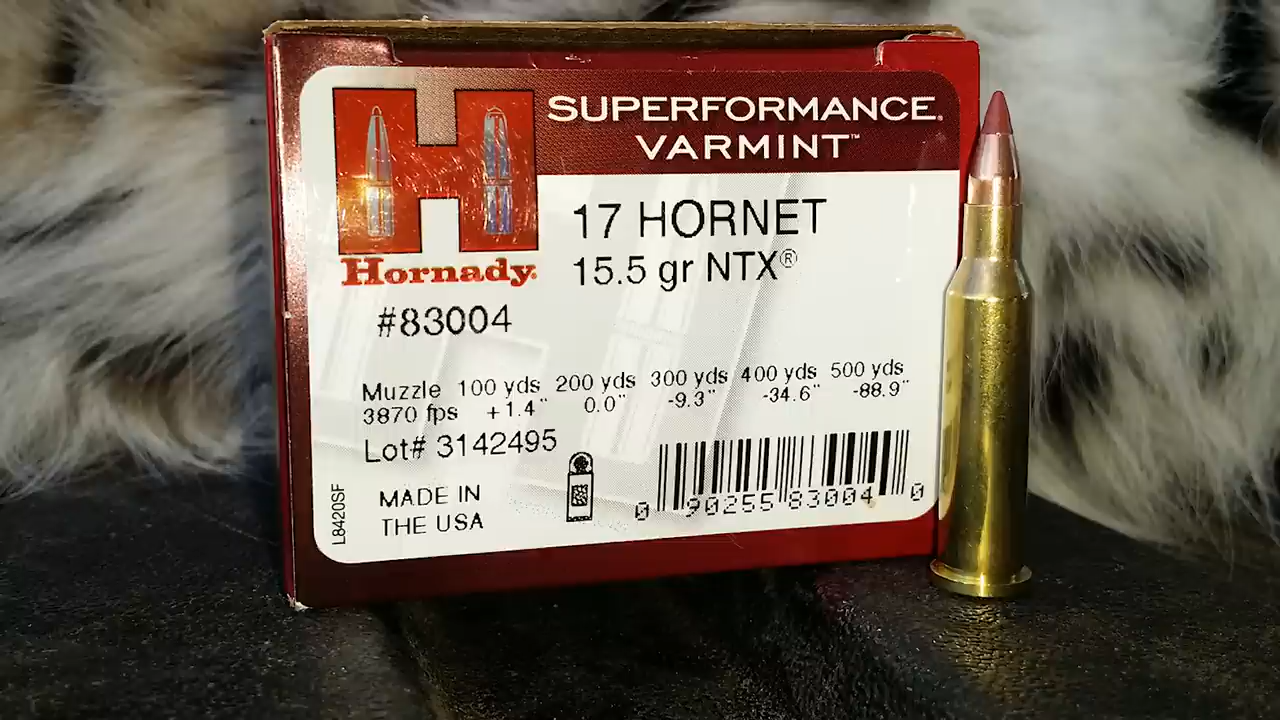 SUPERFORMANCE®
VARMINT™
Hornady®
17 HORNET
15.5 gr NTX®
#83004
Muzzle 100 yds 200 yds 300 yds 400 yds 500 yds
3870 fps +1.4" 0.0" -9.3" -34.6" -88.9"
Lot# 3142495
MADE IN
THE USA
L8420SF
0 90255 83004 0